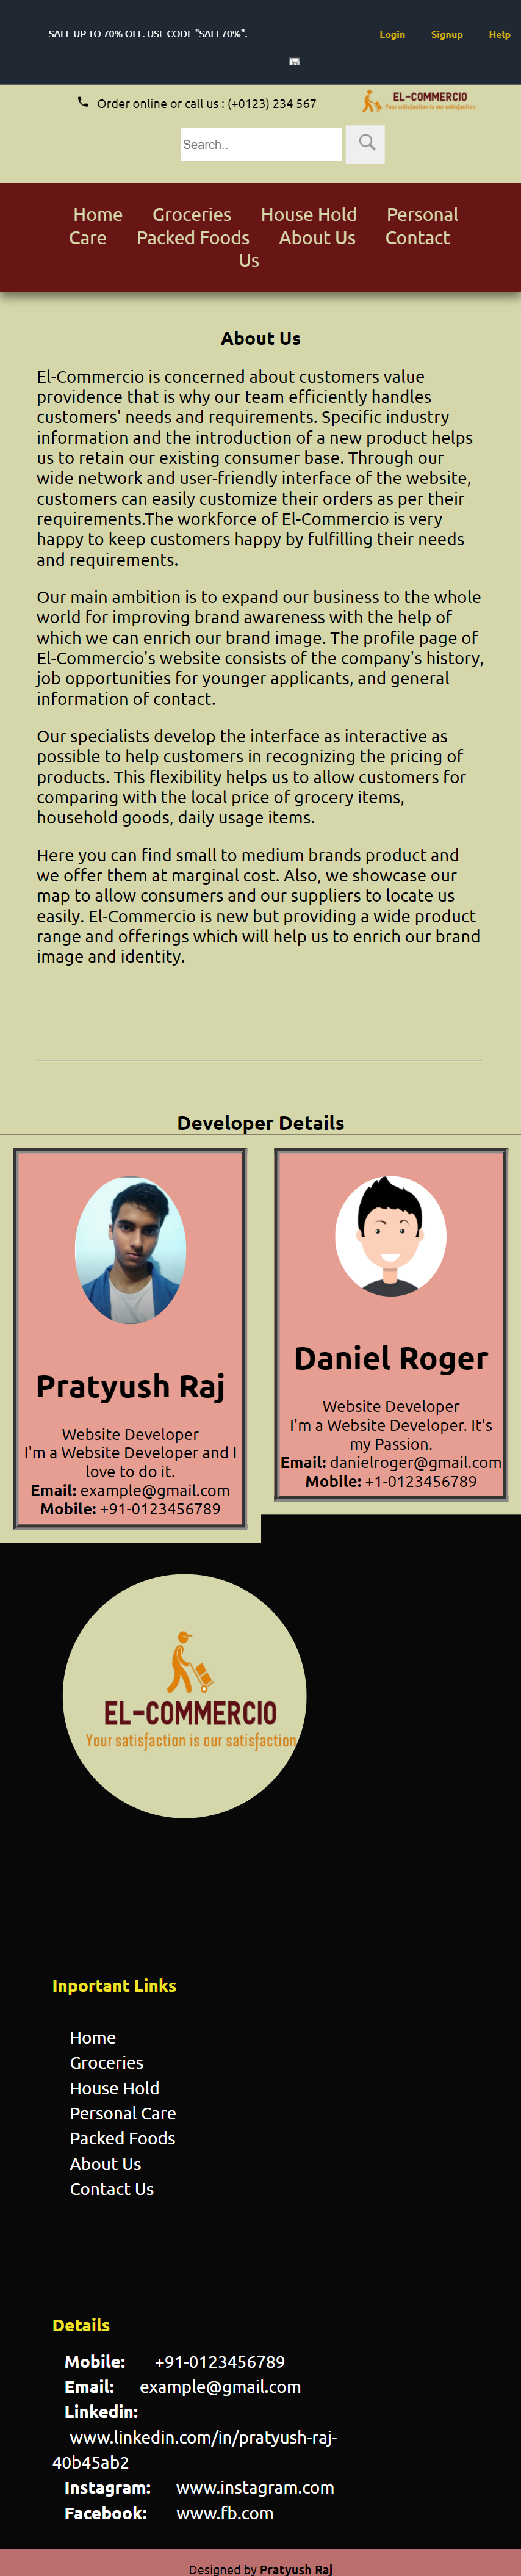 SALE UP TO 70% OFF. USE CODE "SALE70%".
Login Signup Help
Order online or call us : (+0123) 234 567
EL-COMMERCIO
Your satisfaction is our satisfaction
Search..
Home Groceries House Hold Personal
Care Packed Foods About Us Contact
Us
About Us
El-Commercio is concerned about customers value
providence that is why our team efficiently handles
customers' needs and requirements. Specific industry
information and the introduction of a new product helps
us to retain our existing consumer base. Through our
wide network and user-friendly interface of the website,
customers can easily customize their orders as per their
requirements.The workforce of El-Commercio is very
happy to keep customers happy by fulfilling their needs
and requirements.
Our main ambition is to expand our business to the whole
world for improving brand awareness with the help of
which we can enrich our brand image. The profile page of
El-Commercio's website consists of the company's history,
job opportunities for younger applicants, and general
information of contact.
Our specialists develop the interface as interactive as
possible to help customers in recognizing the pricing of
products. This flexibility helps us to allow customers for
comparing with the local price of grocery items,
household goods, daily usage items.
Here you can find small to medium brands product and
we offer them at marginal cost. Also, we showcase our
map to allow consumers and our suppliers to locate us
easily. El-Commercio is new but providing a wide product
range and offerings which will help us to enrich our brand
image and identity.
Developer Details
Pratyush Raj
Website Developer
I'm a Website Developer and I
love to do it.
Email: example@gmail.com
Mobile: +91-0123456789
Daniel Roger
Website Developer
I'm a Website Developer. It's
my Passion.
Email: danielroger@gmail.com
Mobile: +1-0123456789
EL-COMMERCIO
Your satisfaction is our satisfaction
Inportant Links
Home
Groceries
House Hold
Personal Care
Packed Foods
About Us
Contact Us
Details
Mobile: +91-0123456789
Email: example@gmail.com
Linkedin:
www.linkedin.com/in/pratyush-raj-
40b45ab2
Instagram: www.instagram.com
Facebook: www.fb.com
Designed by Pratyush Raj